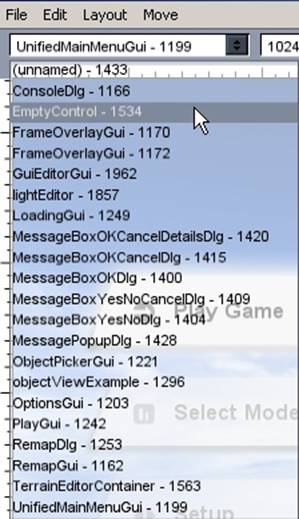 File Edit Layout Move
UnifiedMainMenuGui - 1199 1024
(unnamed) - 1433
ConsoleDlg - 1166
EmptyControl - 1534
FrameOverlayGui - 1170
FrameOverlayGui - 1172
GuiEditorGui - 1962
lightEditor - 1857
LoadingGui - 1249
MessageBoxOKCancelDetailsDlg - 1420
MessageBoxOKCancelDlg - 1415
MessageBoxOKDlg - 1400
MessageBoxYesNoCancelDlg - 1409
MessageBoxYesNoDlg - 1404
Play Game
MessagePopupDlg - 1428
ObjectPickerGui - 1221
objectViewExample - 1296
OptionsGui - 1203
Select Mode
PlayGui - 1242
RemapDlg - 1253
RemapGui - 1162
TerrainEditorContainer - 1563
UnifiedMainMenuGui - 1199
Setup